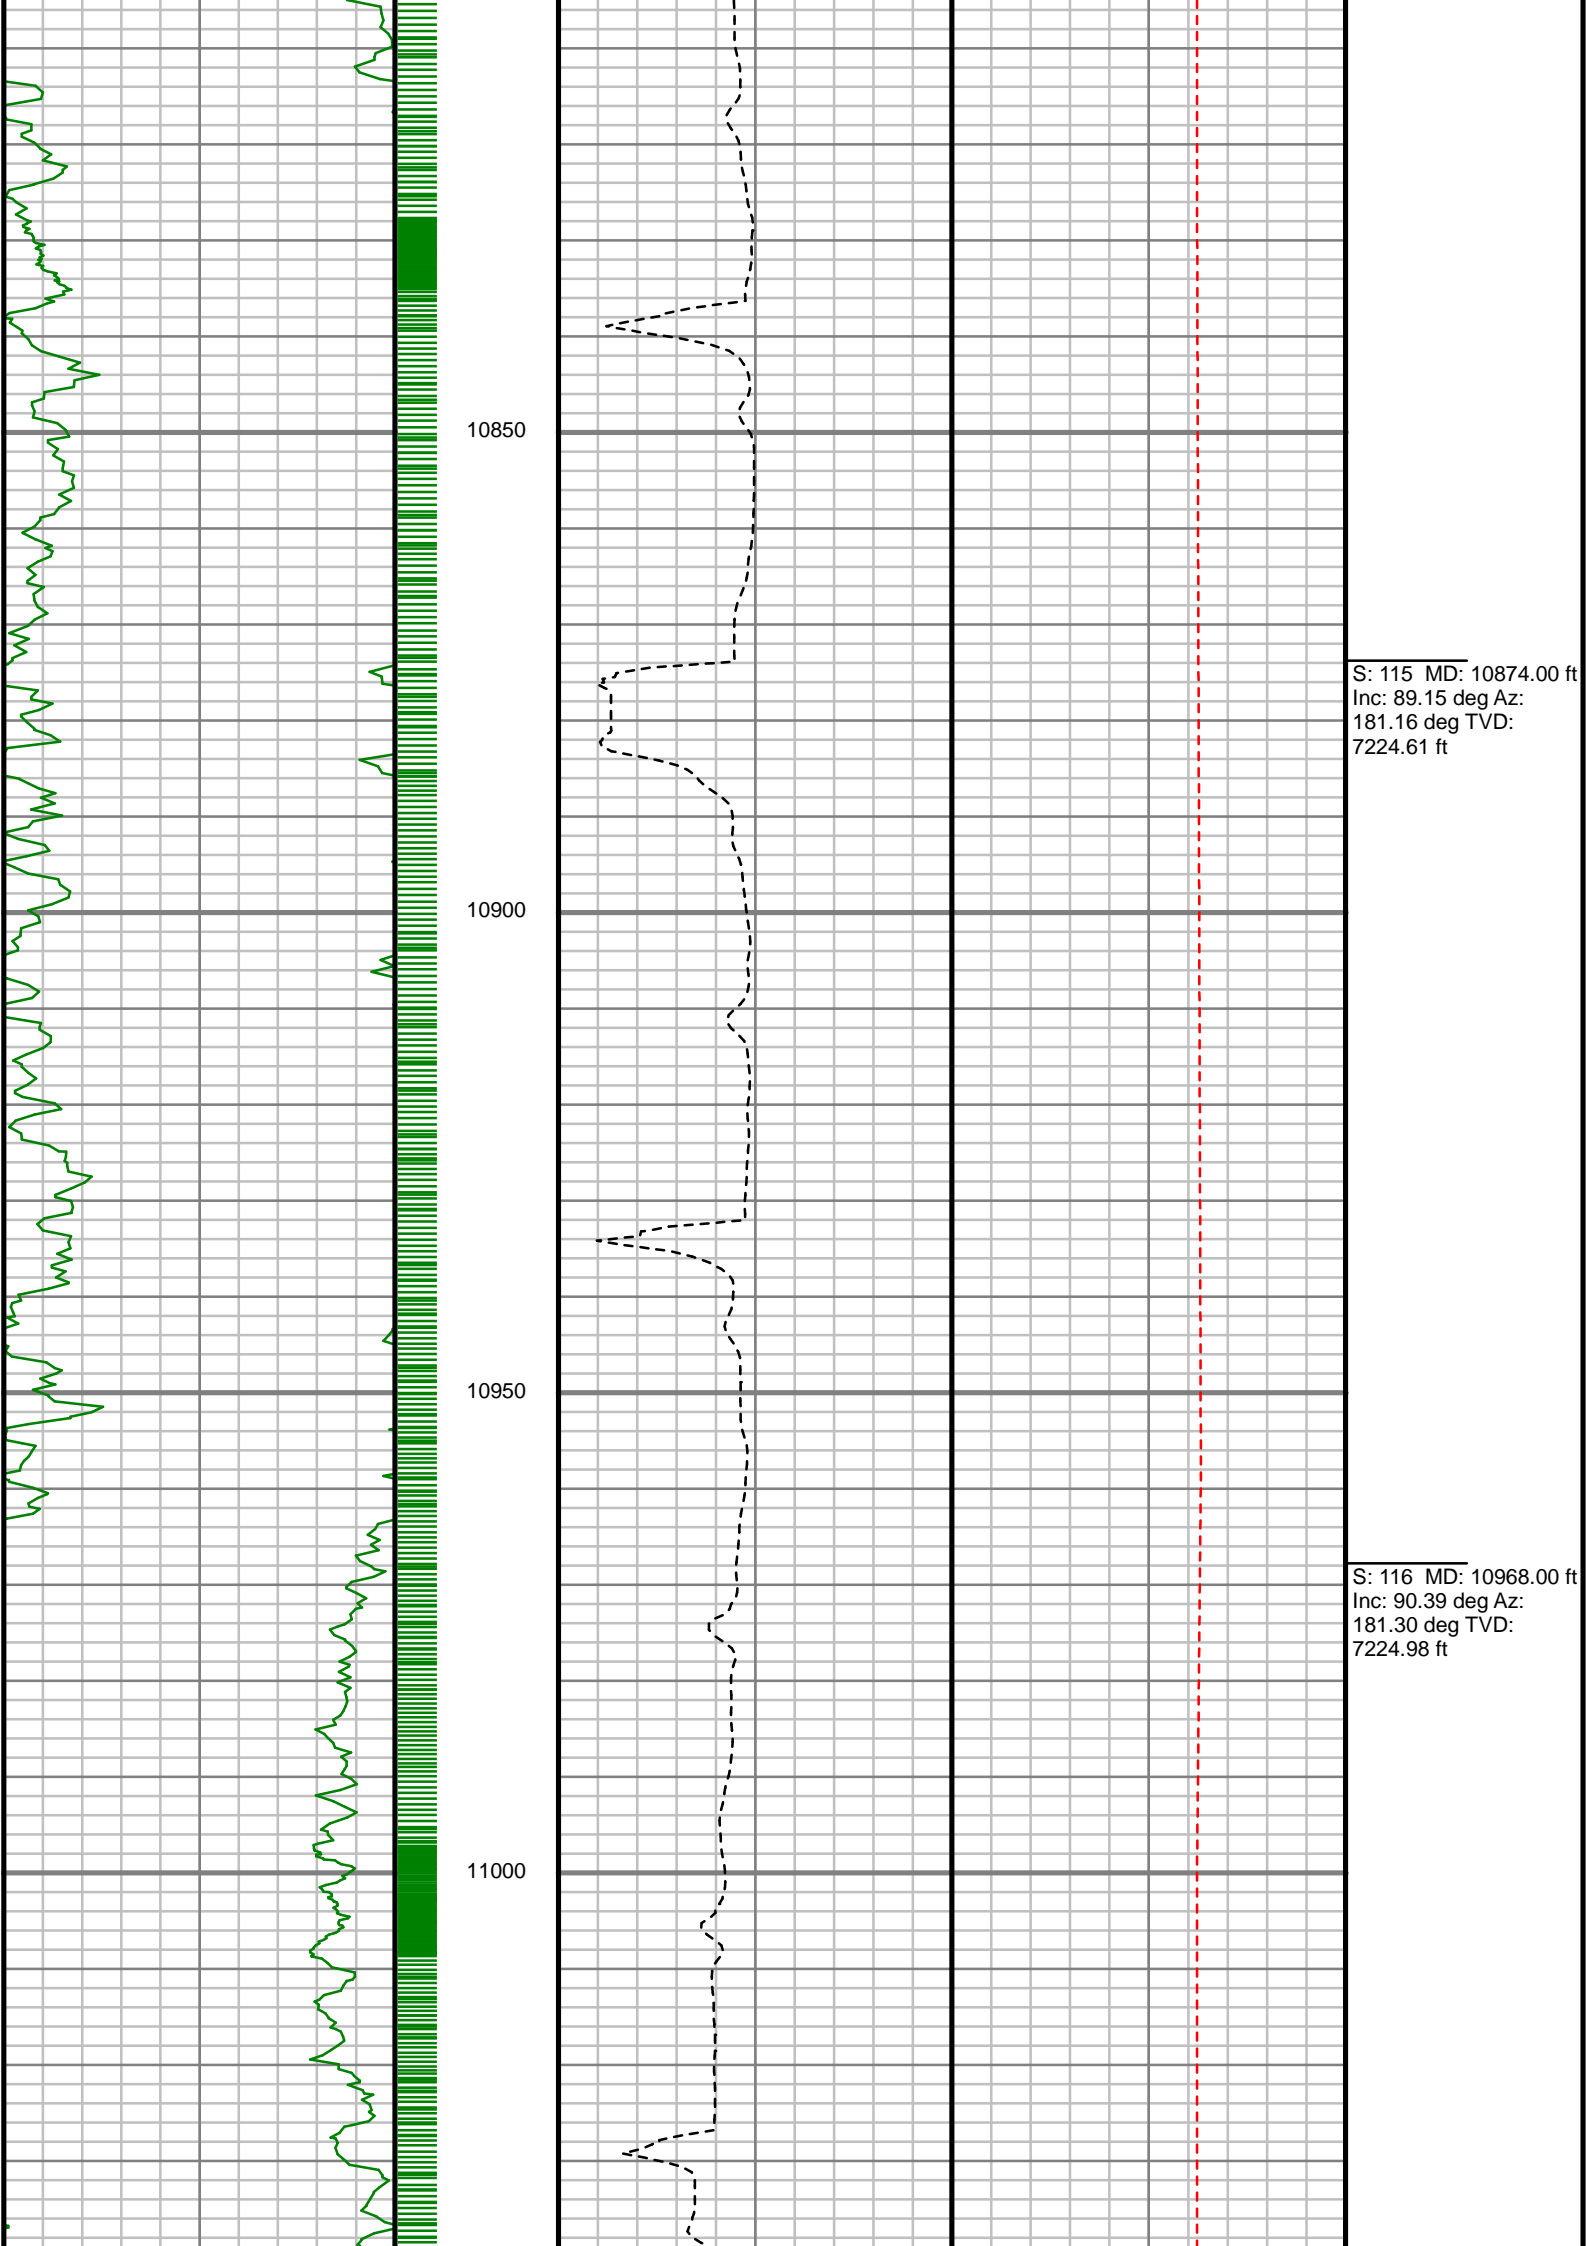 10850
S: 115 MD: 10874.00 ft
Inc: 89.15 deg Az:
181.16 deg TVD:
7224.61 ft
10900
10950
S: 116 MD: 10968.00 ft
Inc: 90.39 deg Az:
181.30 deg TVD:
7224.98 ft
11000